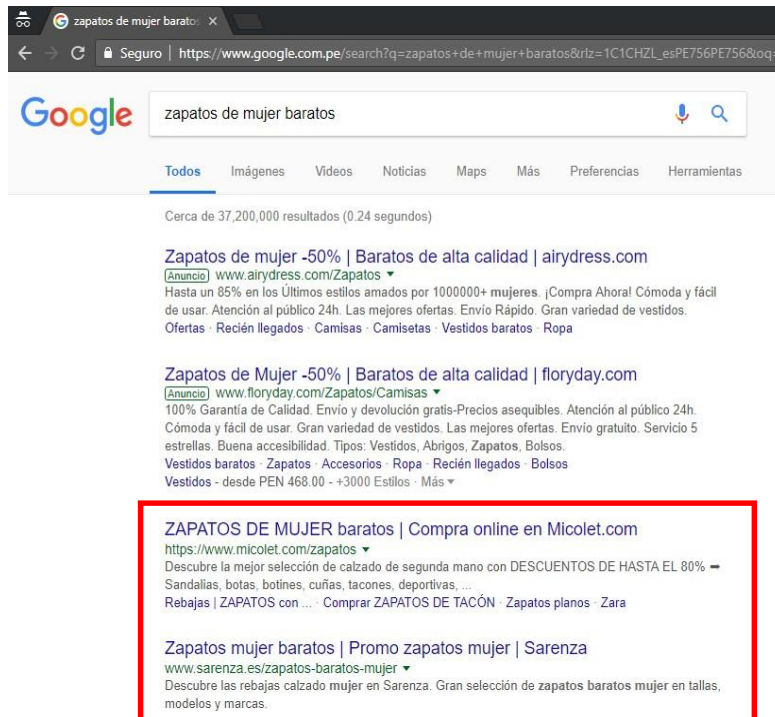 zapatos de mujer baratos
Seguro | https://www.google.com.pe/search?q=zapatos+de+mujer+baratos&rlz=1C1CHZL_esPE756PE756&oq=
Google
zapatos de mujer baratos
Todos Imágenes Videos Noticias Maps Más Preferencias Herramientas
Cerca de 37,200,000 resultados (0.24 segundos)
Zapatos de mujer -50% | Baratos de alta calidad | airydress.com
Anuncio www.airydress.com/Zapatos ▼
Hasta un 85% en los Últimos estilos amados por 1000000+ mujeres. ¡Compra Ahora! Cómoda y fácil
de usar. Atención al público 24h. Las mejores ofertas. Envío Rápido. Gran variedad de vestidos.
Ofertas · Recién llegados · Camisas · Camisetas · Vestidos baratos · Ropa
Zapatos de Mujer -50% | Baratos de alta calidad | floryday.com
Anuncio www.floryday.com/Zapatos/Camisas ▼
100% Garantía de Calidad. Envío y devolución gratis-Precios asequibles. Atención al público 24h.
Cómoda y fácil de usar. Gran variedad de vestidos. Las mejores ofertas. Envío gratuito. Servicio 5
estrellas. Buena accesibilidad. Tipos: Vestidos, Abrigos, Zapatos, Bolsos.
Vestidos baratos · Zapatos · Accesorios · Ropa · Recién llegados · Bolsos
Vestidos - desde PEN 468.00 - +3000 Estilos · Más ▼
ZAPATOS DE MUJER baratos | Compra online en Micolet.com
https://www.micolet.com/zapatos ▼
Descubre la mejor selección de calzado de segunda mano con DESCUENTOS DE HASTA EL 80% ➡
Sandalias, botas, botines, cuñas, tacones, deportivas, ...
Rebajas | ZAPATOS con ... · Comprar ZAPATOS DE TACÓN · Zapatos planos · Zara
Zapatos mujer baratos | Promo zapatos mujer | Sarenza
www.sarenza.es/zapatos-baratos-mujer ▼
Descubre las rebajas calzado mujer en Sarenza. Gran selección de zapatos baratos mujer en tallas,
modelos y marcas.